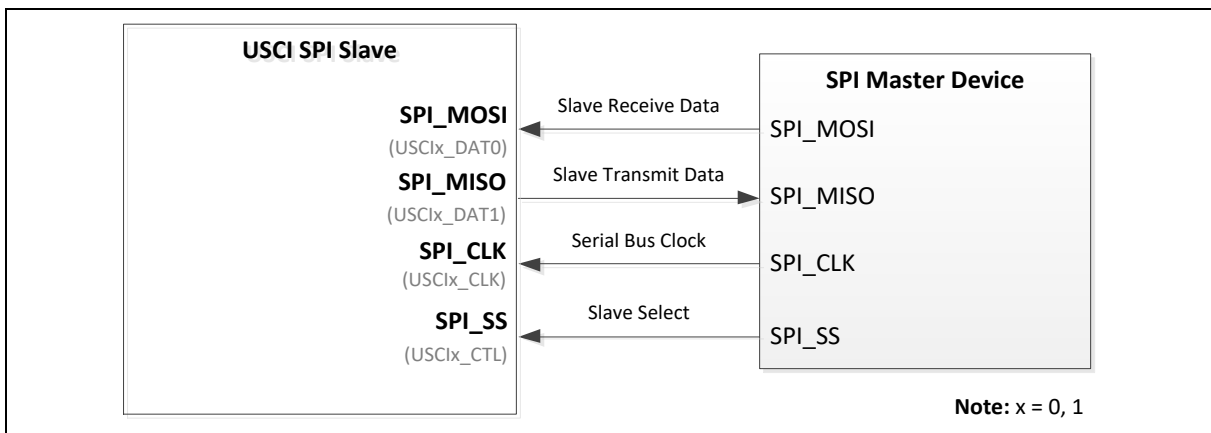 USCI SPI Slave
SPI Master Device
SPI_MOSI
(USCIx_DAT0)
Slave Receive Data
SPI_MOSI
SPI_MISO
(USCIx_DAT1)
Slave Transmit Data
SPI_MISO
SPI_CLK
(USCIx_CLK)
Serial Bus Clock
SPI_CLK
SPI_SS
(USCIx_CTL)
Slave Select
SPI_SS
Note: x = 0, 1